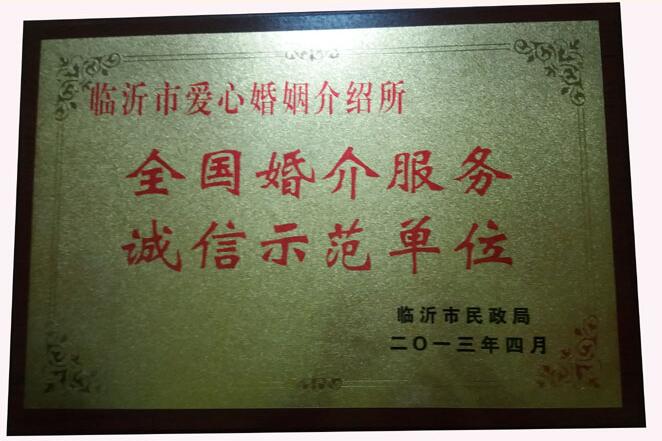 临沂市爱心婚姻介绍所
全国婚介服务
诚信示范单位
临沂市民政局
二〇一三年四月